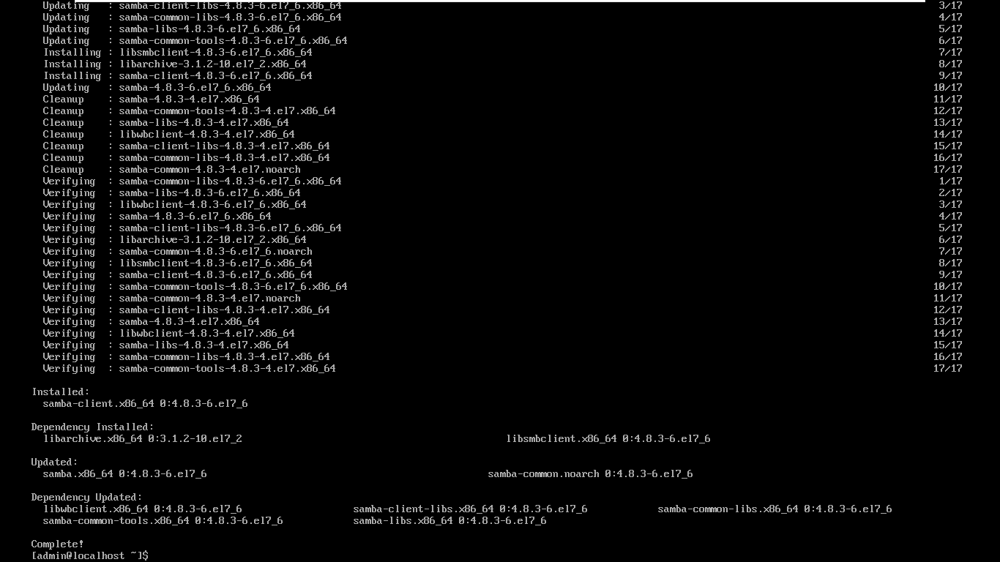 Updating : samba-client-libs-4.8.3-6.el7_6.x86_64 3/17
Updating : samba-common-libs-4.8.3-6.el7_6.x86_64 4/17
Updating : samba-libs-4.8.3-6.el7_6.x86_64 5/17
Updating : samba-common-tools-4.8.3-6.el7_6.x86_64 6/17
Installing : libsmbclient-4.8.3-6.el7_6.x86_64 7/17
Installing : libarchive-3.1.2-10.el7_2.x86_64 8/17
Installing : samba-client-4.8.3-6.el7_6.x86_64 9/17
Updating : samba-4.8.3-6.el7_6.x86_64 10/17
Cleanup : samba-4.8.3-4.el7.x86_64 11/17
Cleanup : samba-common-tools-4.8.3-4.el7.x86_64 12/17
Cleanup : samba-libs-4.8.3-4.el7.x86_64 13/17
Cleanup : libwbclient-4.8.3-4.el7.x86_64 14/17
Cleanup : samba-client-libs-4.8.3-4.el7.x86_64 15/17
Cleanup : samba-common-libs-4.8.3-4.el7.x86_64 16/17
Cleanup : samba-common-4.8.3-4.el7.noarch 17/17
Verifying : samba-common-libs-4.8.3-6.el7_6.x86_64 1/17
Verifying : samba-libs-4.8.3-6.el7_6.x86_64 2/17
Verifying : libwbclient-4.8.3-6.el7_6.x86_64 3/17
Verifying : samba-4.8.3-6.el7_6.x86_64 4/17
Verifying : samba-client-libs-4.8.3-6.el7_6.x86_64 5/17
Verifying : libarchive-3.1.2-10.el7_2.x86_64 6/17
Verifying : samba-common-4.8.3-6.el7_6.noarch 7/17
Verifying : libsmbclient-4.8.3-6.el7_6.x86_64 8/17
Verifying : samba-client-4.8.3-6.el7_6.x86_64 9/17
Verifying : samba-common-tools-4.8.3-6.el7_6.x86_64 10/17
Verifying : samba-common-4.8.3-4.el7.noarch 11/17
Verifying : samba-client-libs-4.8.3-4.el7.x86_64 12/17
Verifying : samba-4.8.3-4.el7.x86_64 13/17
Verifying : libwbclient-4.8.3-4.el7.x86_64 14/17
Verifying : samba-libs-4.8.3-4.el7.x86_64 15/17
Verifying : samba-common-libs-4.8.3-4.el7.x86_64 16/17
Verifying : samba-common-tools-4.8.3-4.el7.x86_64 17/17
Installed:
samba-client.x86_64 0:4.8.3-6.el7_6
Dependency Installed:
libarchive.x86_64 0:3.1.2-10.el7_2 libsmbclient.x86_64 0:4.8.3-6.el7_6
Updated:
samba.x86_64 0:4.8.3-6.el7_6 samba-common.noarch 0:4.8.3-6.el7_6
Dependency Updated:
libwbclient.x86_64 0:4.8.3-6.el7_6 samba-client-libs.x86_64 0:4.8.3-6.el7_6 samba-common-libs.x86_64 0:4.8.3-6.el7_6
samba-common-tools.x86_64 0:4.8.3-6.el7_6 samba-libs.x86_64 0:4.8.3-6.el7_6
Complete!
[admin@localhost ~]$